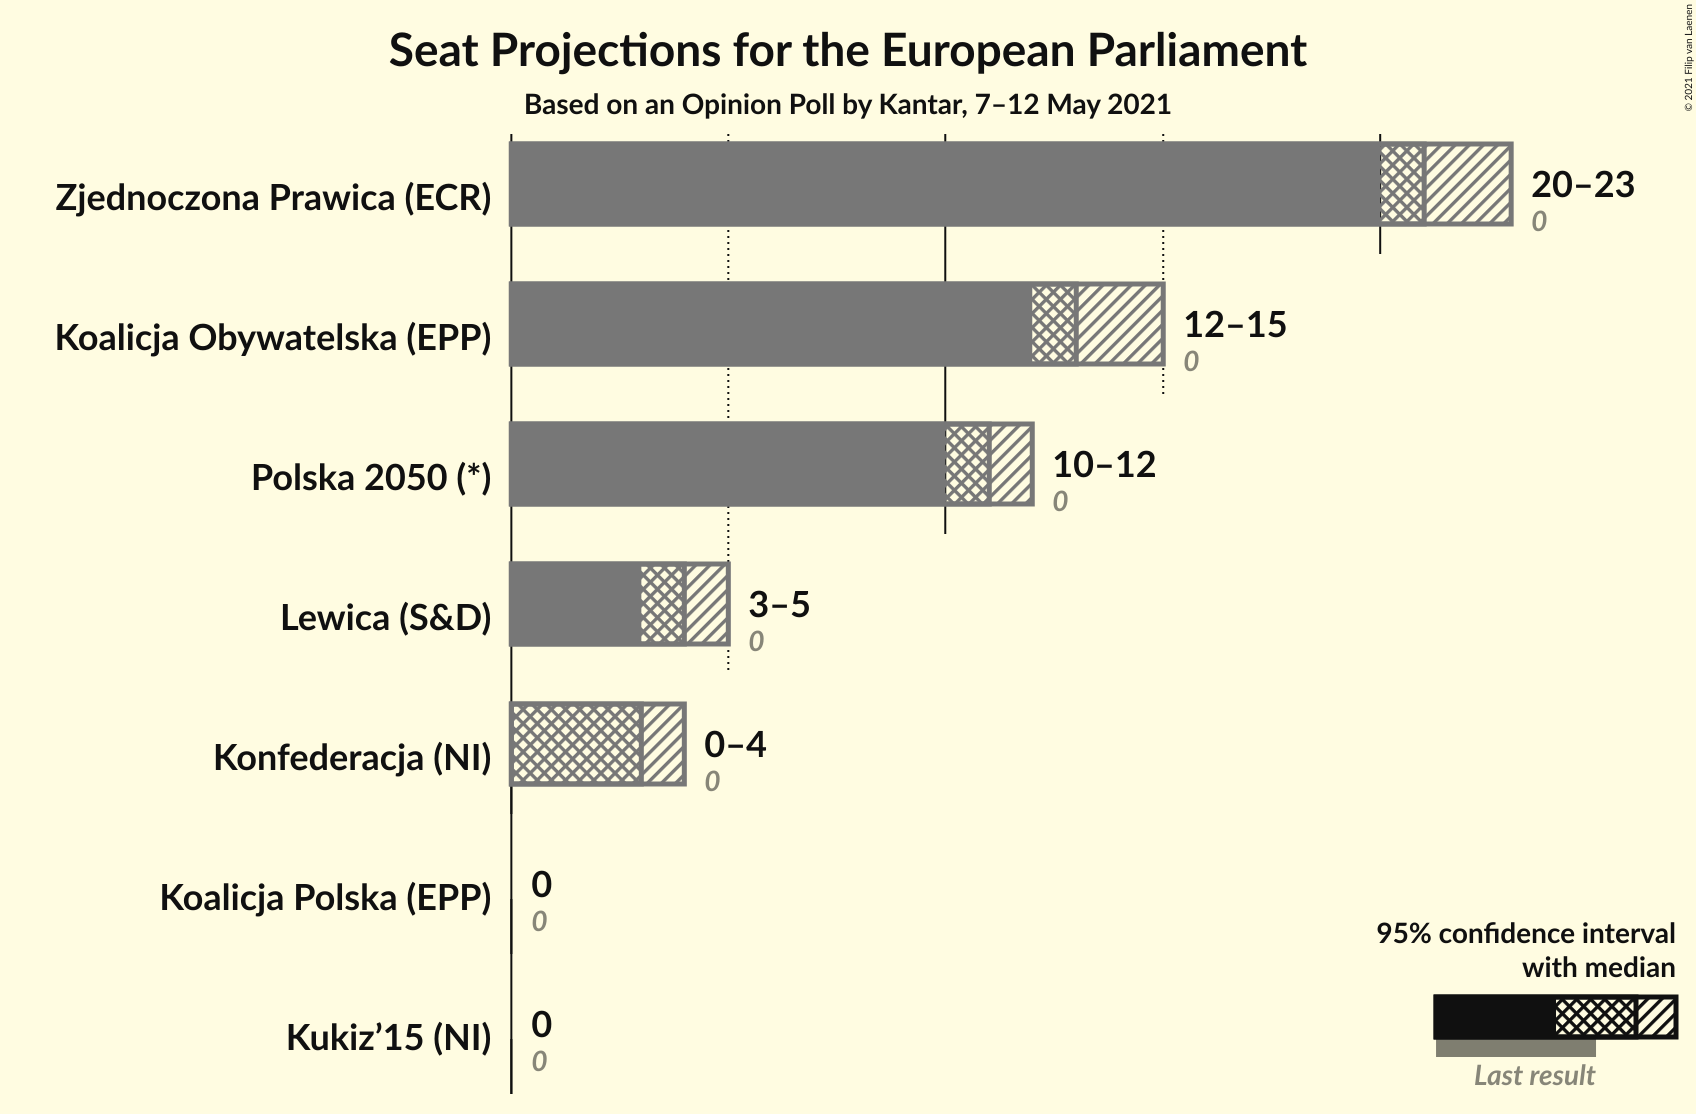 Seat Projections for the European Parliament
Based on an Opinion Poll by Kantar, 7–12 May 2021
© 2021 Filip van Laenen
Zjednoczona Prawica (ECR)
20–23
0
Koalicja Obywatelska (EPP)
12–15
0
Polska 2050 (*)
10–12
0
Lewica (S&D)
3–5
0
Konfederacja (NI)
0–4
0
Koalicja Polska (EPP)
0
0
Kukiz’15 (NI)
0
0
95% confidence interval
with median
Last result